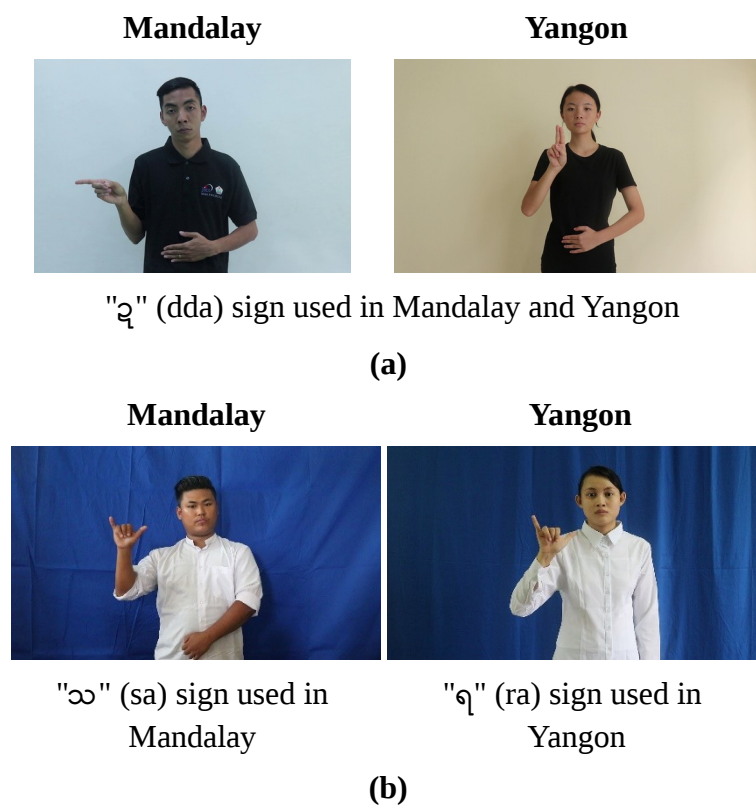 Mandalay
Yangon
"ဍ" (dda) sign used in Mandalay and Yangon
(a)
Mandalay
Yangon
"သ" (sa) sign used in
Mandalay
"ရ" (ra) sign used in
Yangon
(b)